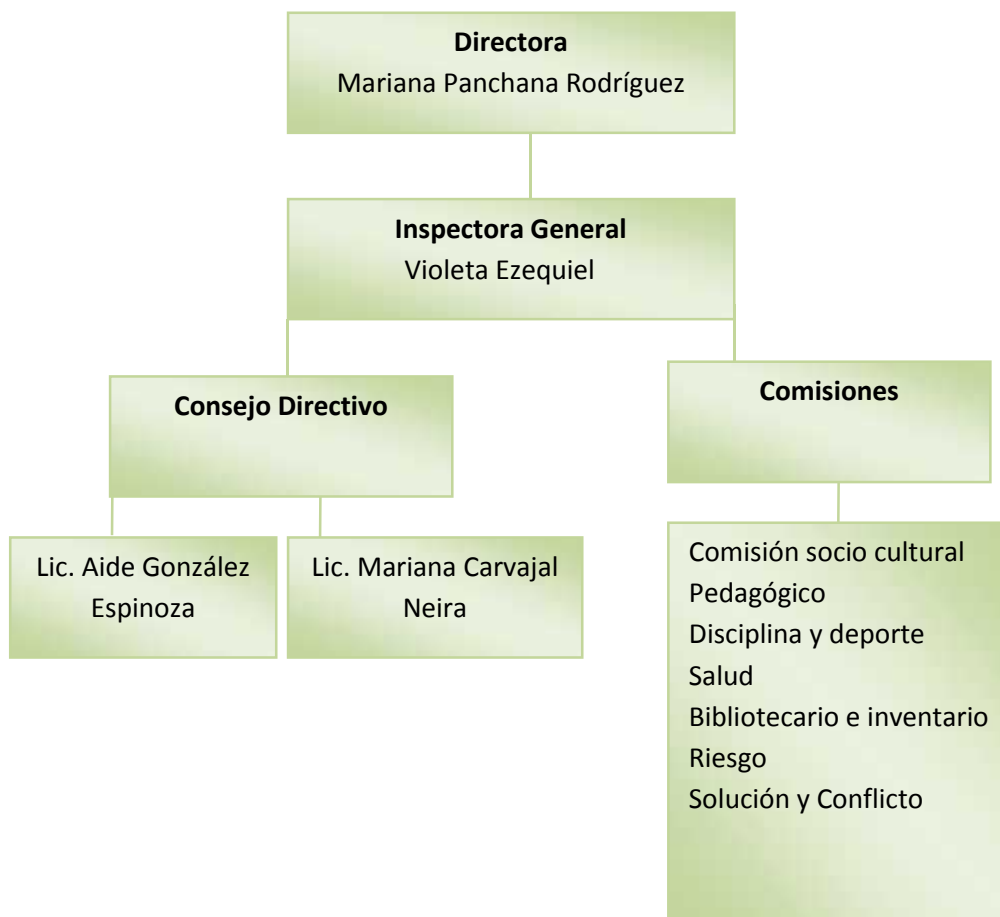 Directora
Mariana Panchana Rodríguez
Inspectora General
Violeta Ezequiel
Consejo Directivo
Comisiones
Lic. Aide González
Espinoza
Lic. Mariana Carvajal
Neira
Comisión socio cultural
Pedagógico
Disciplina y deporte
Salud
Bibliotecario e inventario
Riesgo
Solución y Conflicto